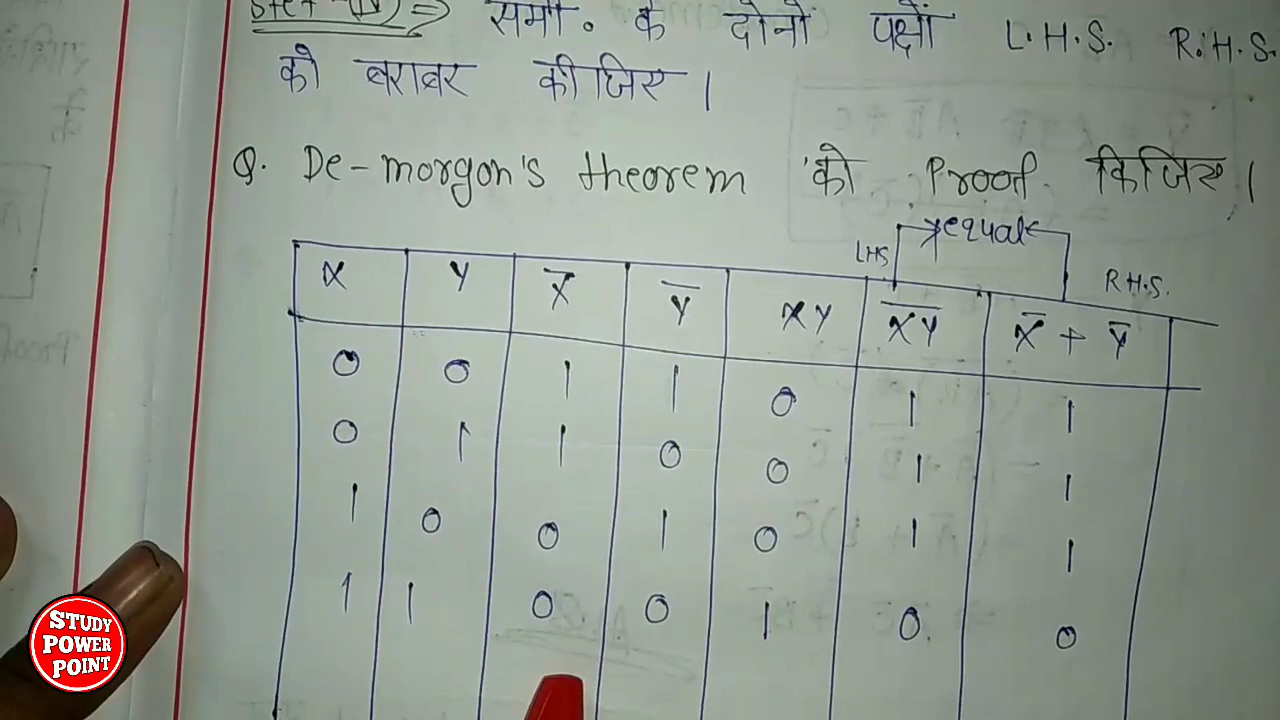 Step-(IV) ⇒ समी॰ के दोनों पक्षों L.H.S. R.H.S.
को बराबर कीजिए।
Q. De-morgon's theorem को Proof. किजिए।
equal
LHS R.H.S.
X Y X̅ Y̅ XY X̅Y̅ X̅ + Y̅
0 0 1 1 0 1 1
0 1 1 0 0 1 1
1 0 0 1 0 1 1
1 1 0 0 1 0 0
STUDY
POWER
POINT